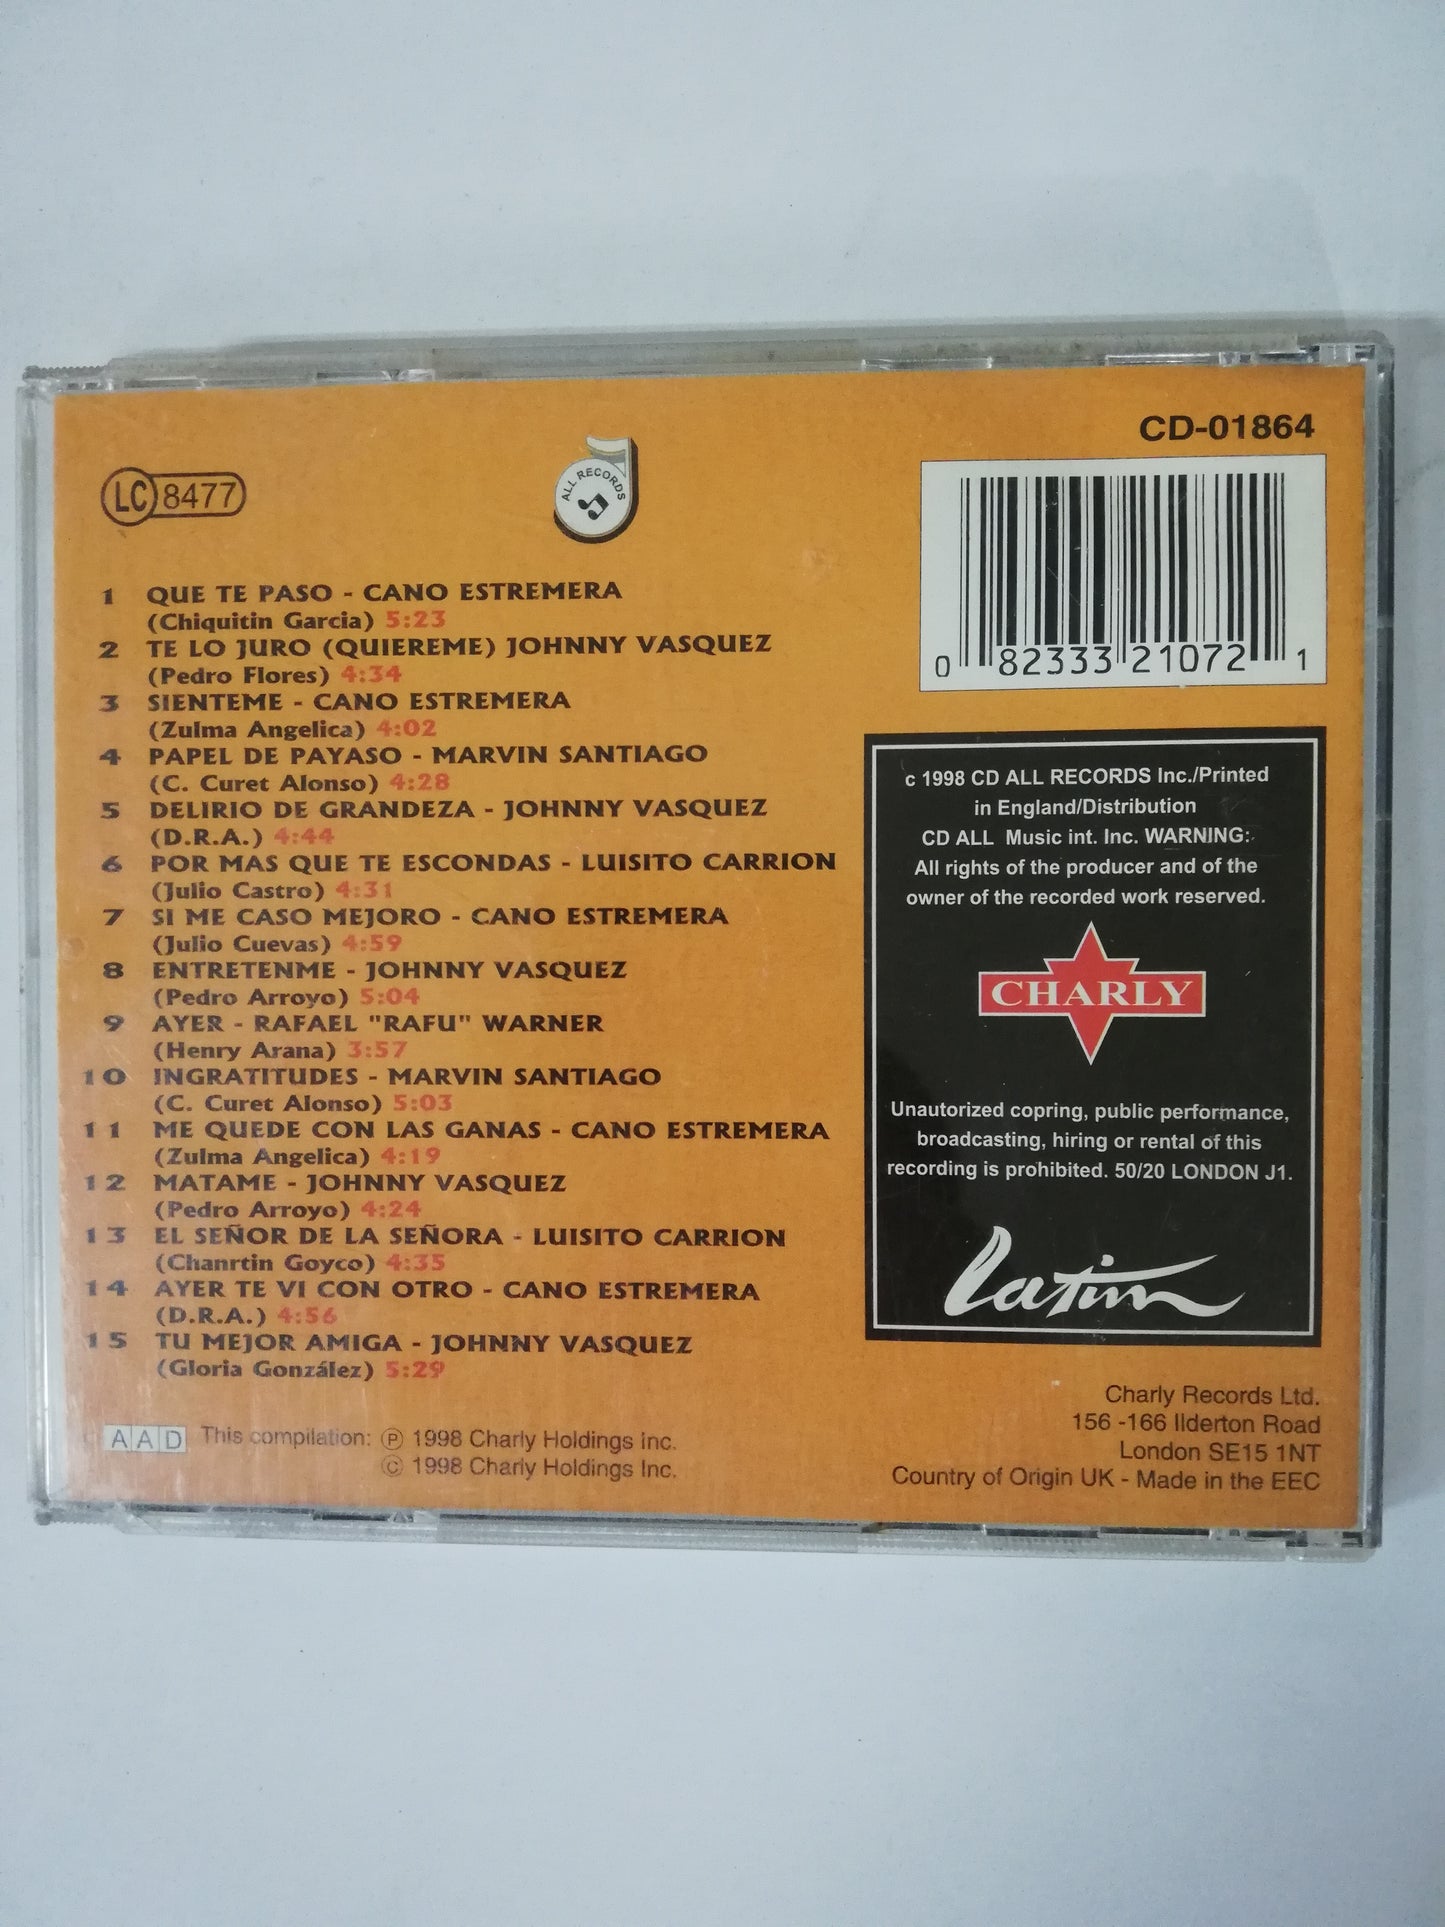 CD-01864
LC 8477
ALL RECORDS
0 82333 21072 1
1 QUE TE PASO - CANO ESTREMERA
(Chiquitin Garcia) 5:23
2 TE LO JURO (QUIEREME) JOHNNY VASQUEZ
(Pedro Flores) 4:34
3 SIENTEME - CANO ESTREMERA
(Zulma Angelica) 4:02
4 PAPEL DE PAYASO - MARVIN SANTIAGO
(C. Curet Alonso) 4:28
5 DELIRIO DE GRANDEZA - JOHNNY VASQUEZ
(D.R.A.) 4:44
6 POR MAS QUE TE ESCONDAS - LUISITO CARRION
(Julio Castro) 4:31
7 SI ME CASO MEJORO - CANO ESTREMERA
(Julio Cuevas) 4:59
8 ENTRETENME - JOHNNY VASQUEZ
(Pedro Arroyo) 5:04
9 AYER - RAFAEL "RAFU" WARNER
(Henry Arana) 3:57
10 INGRATITUDES - MARVIN SANTIAGO
(C. Curet Alonso) 5:03
11 ME QUEDE CON LAS GANAS - CANO ESTREMERA
(Zulma Angelica) 4:19
12 MATAME - JOHNNY VASQUEZ
(Pedro Arroyo) 4:24
13 EL SEÑOR DE LA SEÑORA - LUISITO CARRION
(Chanrtin Goyco) 4:35
14 AYER TE VI CON OTRO - CANO ESTREMERA
(D.R.A.) 4:56
15 TU MEJOR AMIGA - JOHNNY VASQUEZ
(Gloria González) 5:29
AAD This compilation: ℗ 1998 Charly Holdings Inc.
© 1998 Charly Holdings Inc.
c 1998 CD ALL RECORDS Inc./Printed
in England/Distribution
CD ALL Music int. Inc. WARNING:
All rights of the producer and of the
owner of the recorded work reserved.
CHARLY
Unautorized copring, public performance,
broadcasting, hiring or rental of this
recording is prohibited. 50/20 LONDON J1.
Latin
Charly Records Ltd.
156 -166 Ilderton Road
London SE15 1NT
Country of Origin UK - Made in the EEC